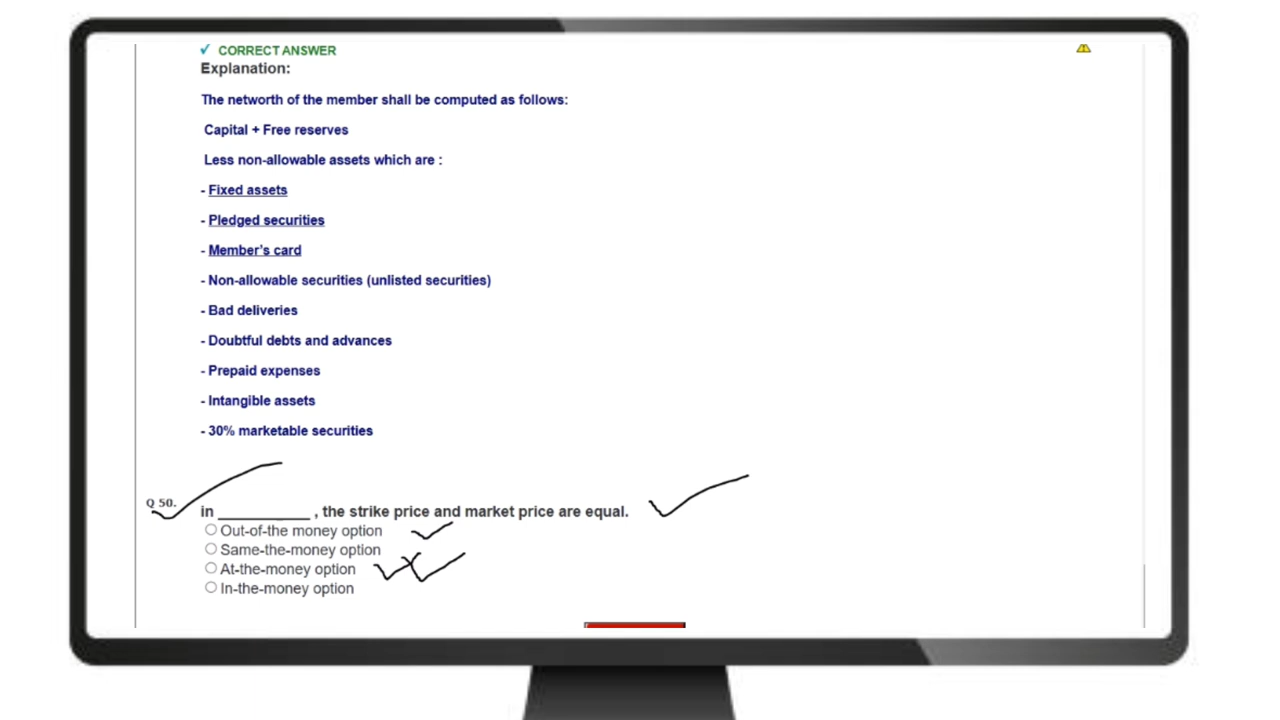 ✓ CORRECT ANSWER
Explanation:
The networth of the member shall be computed as follows:
Capital + Free reserves
Less non-allowable assets which are :
- Fixed assets
- Pledged securities
- Member's card
- Non-allowable securities (unlisted securities)
- Bad deliveries
- Doubtful debts and advances
- Prepaid expenses
- Intangible assets
- 30% marketable securities
Q 50.
in __________ , the strike price and market price are equal.
Out-of-the money option
Same-the-money option
At-the-money option
In-the-money option